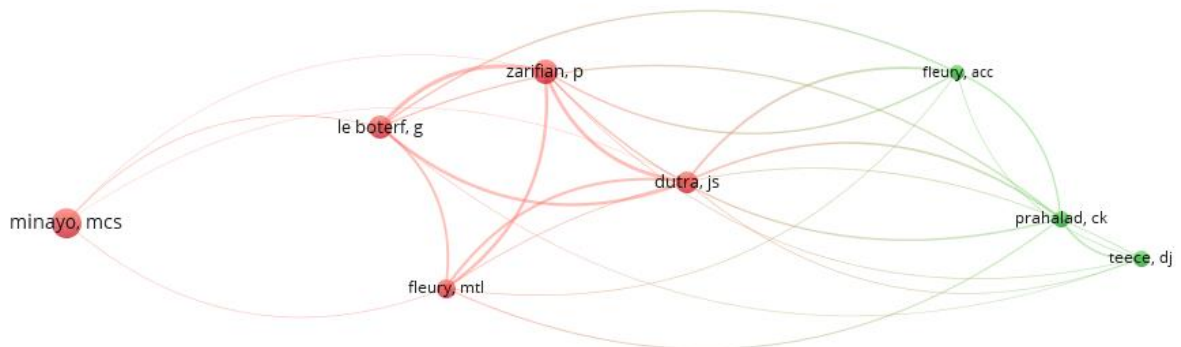 zarifian, p
fleury, acc
le boterf, g
dutra, js
minayo, mcs
prahalad, ck
teece, dj
fleury, mtl